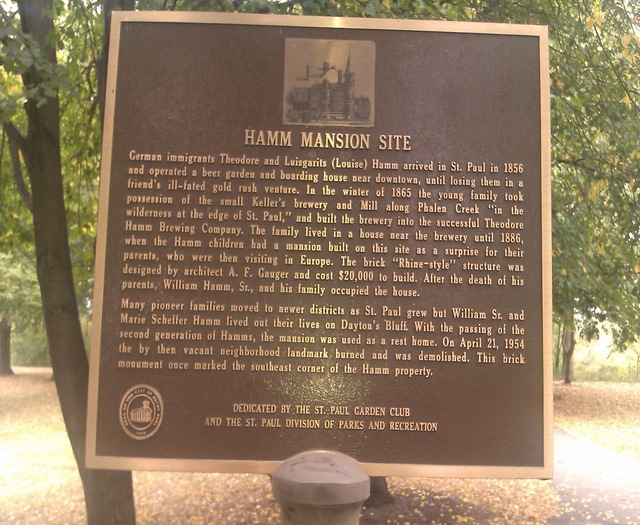 HAMM MANSION SITE
German immigrants Theodore and Luisgarits (Louise) Hamm arrived in St. Paul in 1856
and operated a beer garden and boarding house near downtown, until losing them in a
friend's ill-fated gold rush venture. In the winter of 1865 the young family took
possession of the small Keller's brewery and Mill along Phalen Creek "in the
wilderness at the edge of St. Paul," and built the brewery into the successful Theodore
Hamm Brewing Company. The family lived in a house near the brewery until 1886,
when the Hamm children had a mansion built on this site as a surprise for their
parents, who were then visiting in Europe. The brick "Rhine-style" structure was
designed by architect A. F. Gauger and cost $20,000 to build. After the death of his
parents, William Hamm, Sr., and his family occupied the house.
Many pioneer families moved to newer districts as St. Paul grew but William Sr. and
Marie Scheffer Hamm lived out their lives on Dayton's Bluff. With the passing of the
second generation of Hamms, the mansion was used as a rest home. On April 21, 1954
the by then vacant neighborhood landmark burned and was demolished. This brick
monument once marked the southeast corner of the Hamm property.
DEDICATED BY THE ST. PAUL GARDEN CLUB
AND THE ST. PAUL DIVISION OF PARKS AND RECREATION